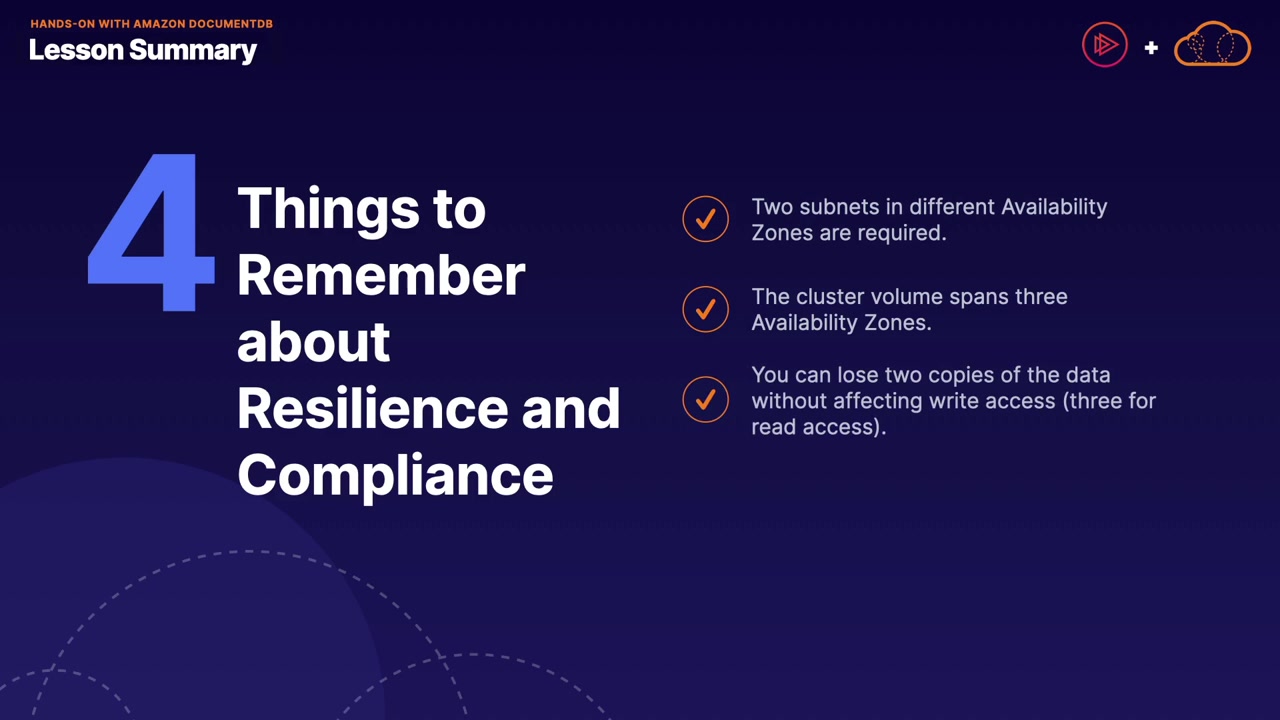 HANDS-ON WITH AMAZON DOCUMENTDB
Lesson Summary
+
4
Things to
Remember
about
Resilience and
Compliance
Two subnets in different Availability
Zones are required.
The cluster volume spans three
Availability Zones.
You can lose two copies of the data
without affecting write access (three for
read access).